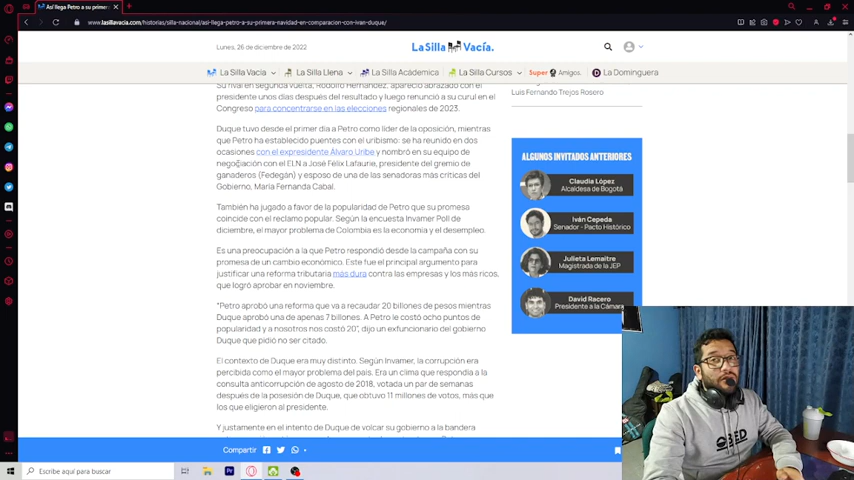 Así llega Petro a su primera
www.lasillavacia.com/historias/silla-nacional/asi-llega-petro-a-su-primera-navidad-en-comparacion-con-ivan-duque/
Lunes, 26 de diciembre de 2022
La Silla Vacía.
La Silla Vacía
La Silla Llena
La Silla Académica
La Silla Cursos
Super Amigos.
La Dominguera
Su rival en segunda vuelta, Rodolfo Hernández, apareció abrazado con el
presidente unos días después del resultado y luego renunció a su curul en el
Congreso para concentrarse en las elecciones regionales de 2023.
Duque tuvo desde el primer día a Petro como líder de la oposición, mientras
que Petro ha establecido puentes con el uribismo: se ha reunido en dos
ocasiones con el expresidente Álvaro Uribe y nombró en su equipo de
negociación con el ELN a José Félix Lafaurie, presidente del gremio de
ganaderos (Fedegán) y esposo de una de las senadoras más críticas del
Gobierno, María Fernanda Cabal.
También ha jugado a favor de la popularidad de Petro que su promesa
coincide con el reclamo popular. Según la encuesta Invamer Poll de
diciembre, el mayor problema de Colombia es la economía y el desempleo.
Es una preocupación a la que Petro respondió desde la campaña con su
promesa de un cambio económico. Este fue el principal argumento para
justificar una reforma tributaria más dura contra las empresas y los más ricos,
que logró aprobar en noviembre.
"Petro aprobó una reforma que va a recaudar 20 billones de pesos mientras
Duque aprobó una de apenas 7 billones. A Petro le costó ocho puntos de
popularidad y a nosotros nos costó 20", dijo un exfuncionario del gobierno
Duque que pidió no ser citado.
El contexto de Duque era muy distinto. Según Invamer, la corrupción era
percibida como el mayor problema del país. Era un clima que respondía a la
consulta anticorrupción de agosto de 2018, votada un par de semanas
después de la posesión de Duque, que obtuvo 11 millones de votos, más de
los que eligieron al presidente.
Y justamente en el intento de Duque de volcar su gobierno a la bandera
Luis Fernando Trejos Rosero
ALGUNOS INVITADOS ANTERIORES
Claudia López
Alcaldesa de Bogotá
Iván Cepeda
Senador - Pacto Histórico
Julieta Lemaitre
Magistrada de la JEP
David Racero
Presidente a la Cámara
Compartir
Escribe aquí para buscar